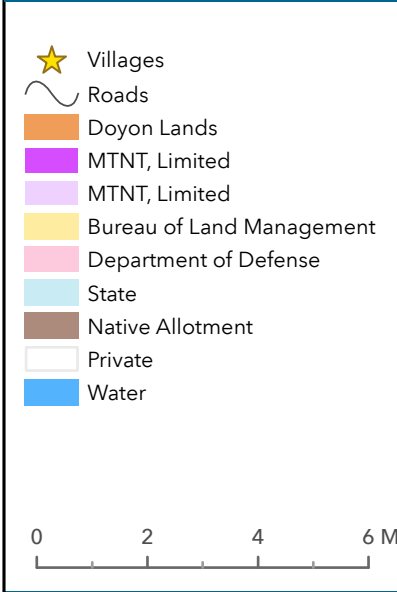 Villages
Roads
Doyon Lands
MTNT, Limited
MTNT, Limited
Bureau of Land Management
Department of Defense
State
Native Allotment
Private
Water
0 2 4 6 M